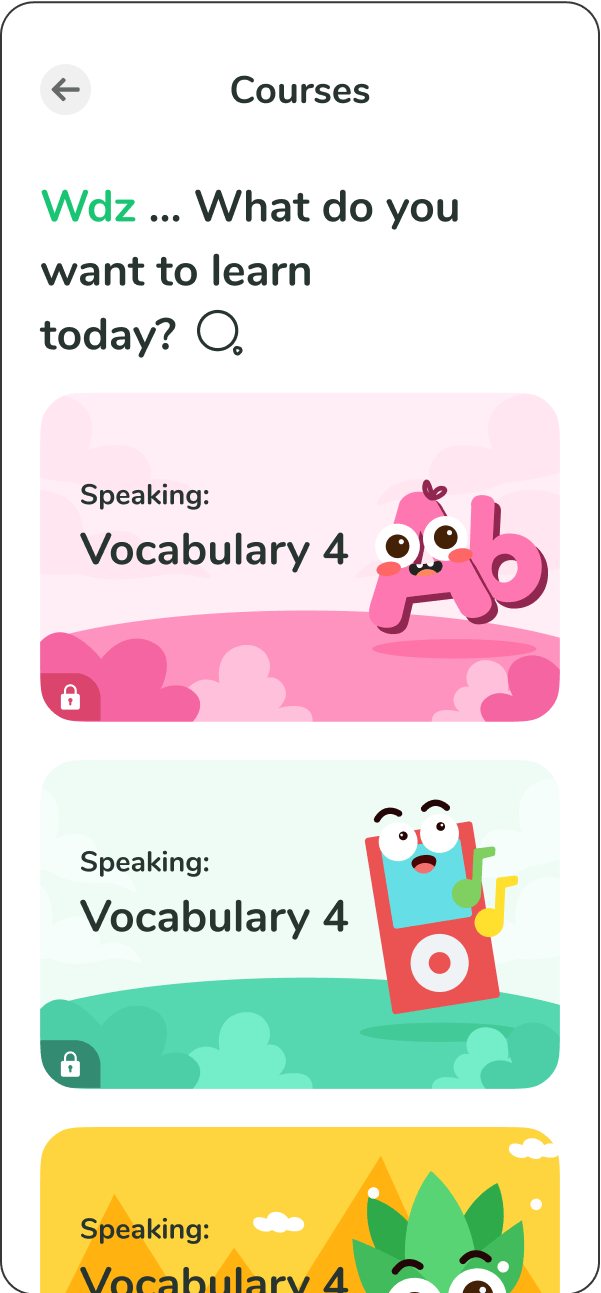 Courses
Wdz ... What do you
want to learn
today?
Speaking:
Vocabulary 4
Ab
Speaking:
Vocabulary 4
Speaking:
Vocabulary 4